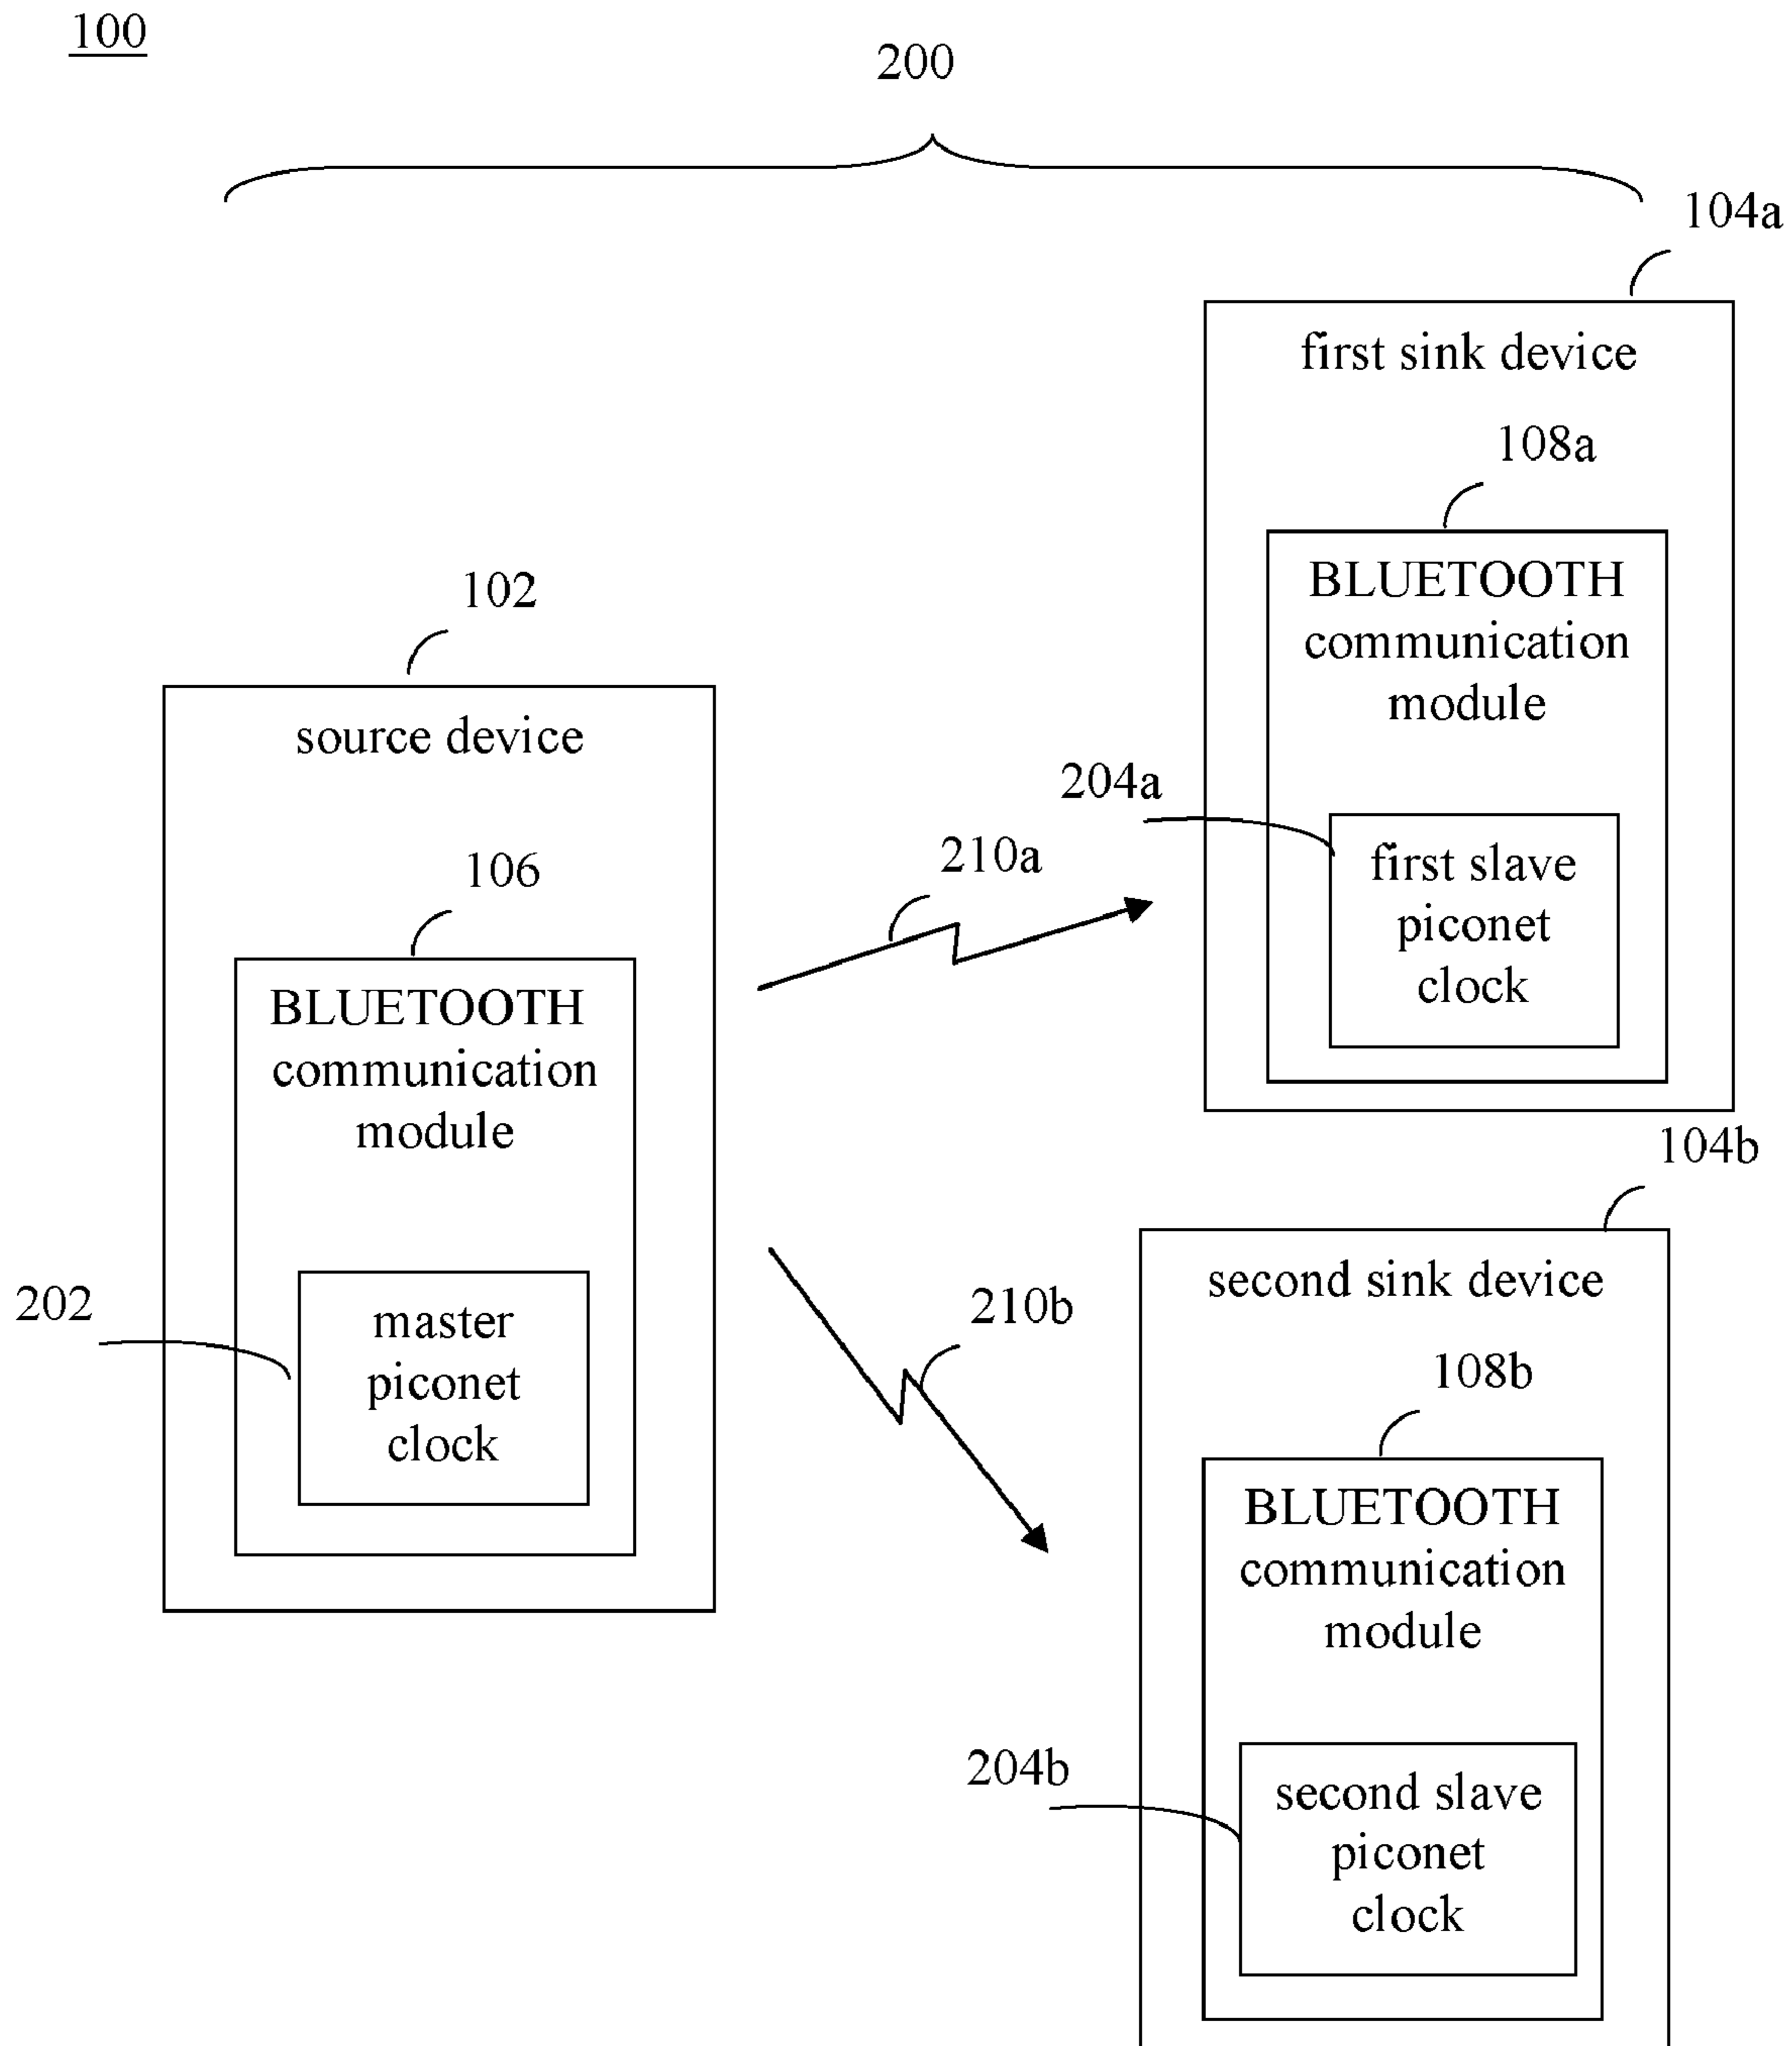 100
200
104a
first sink device
108a
BLUETOOTH
communication
module
204a
first slave
piconet
clock
102
source device
106
BLUETOOTH
communication
module
202
master
piconet
clock
210a
210b
104b
second sink device
108b
BLUETOOTH
communication
module
204b
second slave
piconet
clock